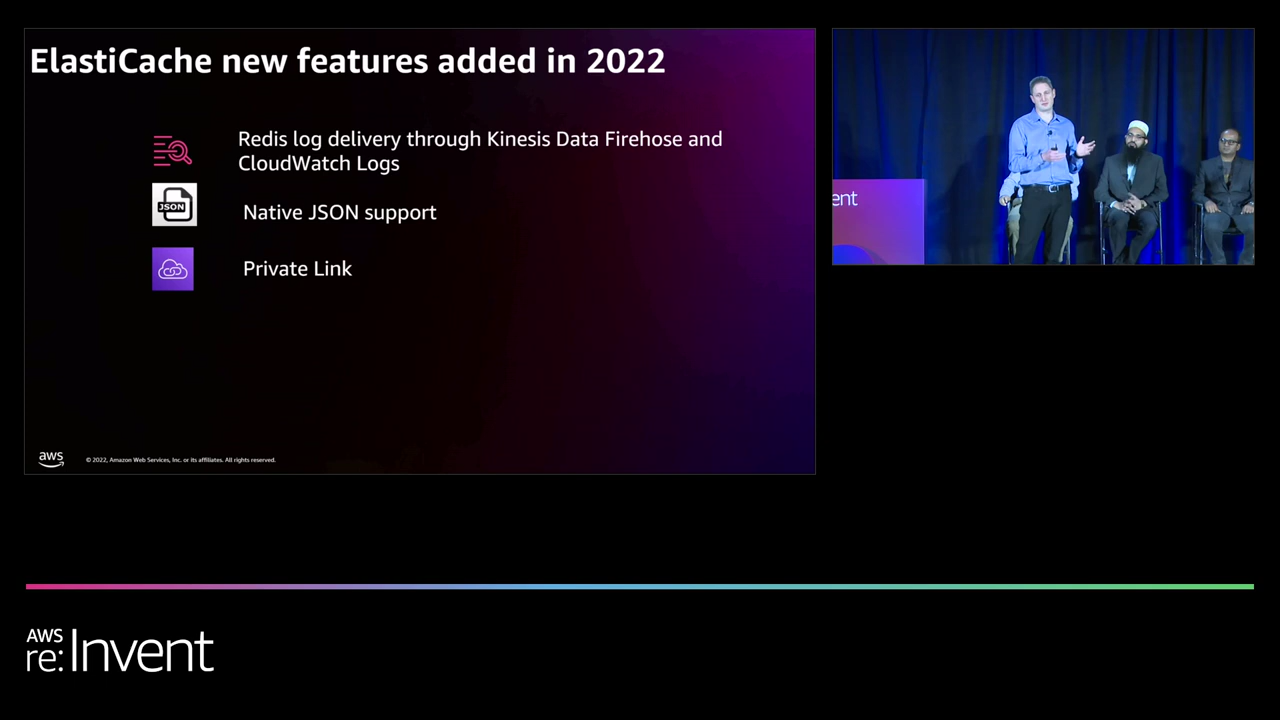 ElastiCache new features added in 2022
Redis log delivery through Kinesis Data Firehose and
CloudWatch Logs
JSON
Native JSON support
Private Link
aws
© 2022, Amazon Web Services, Inc. or its affiliates. All rights reserved.
ent
AWS
re:Invent